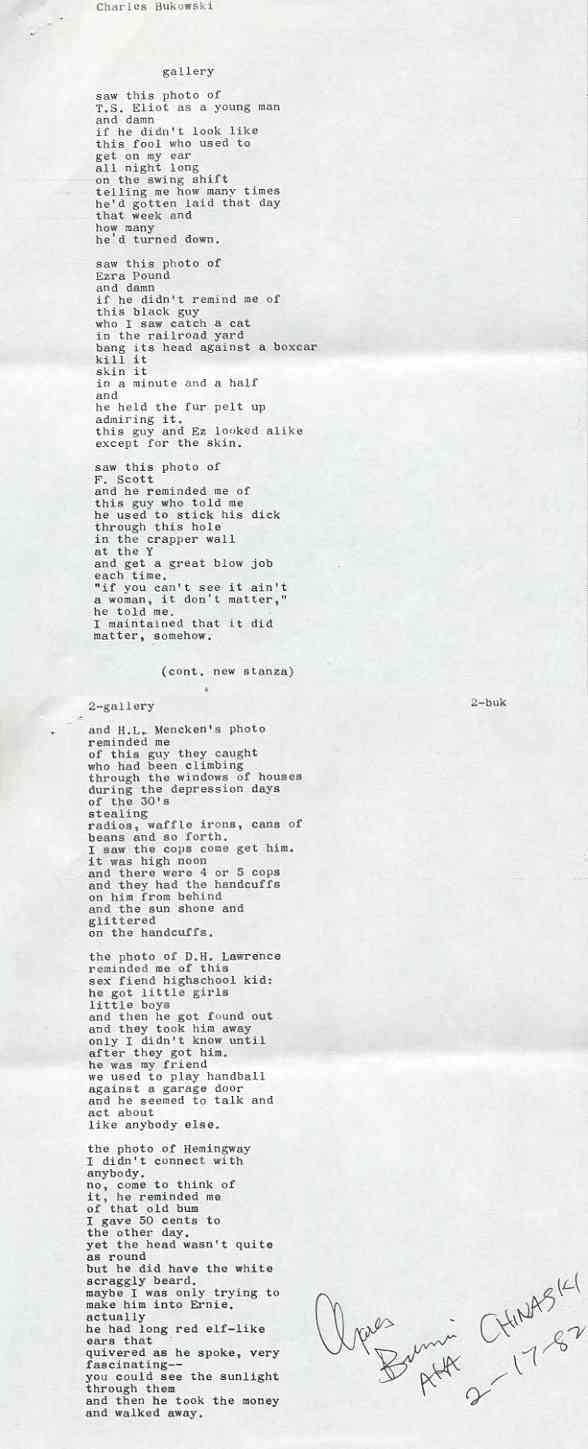 Charles Bukowski
gallery
saw this photo of
T.S. Eliot as a young man
and damn
if he didn't look like
this fool who used to
get on my ear
all night long
on the swing shift
telling me how many times
he'd gotten laid that day
that week and
how many
he'd turned down.
saw this photo of
Ezra Pound
and damn
if he didn't remind me of
this black guy
who I saw catch a cat
in the railroad yard
bang its head against a boxcar
kill it
skin it
in a minute and a half
and
he held the fur pelt up
admiring it.
this guy and Ez looked alike
except for the skin.
saw this photo of
F. Scott
and he reminded me of
this guy who told me
he used to stick his dick
through this hole
in the crapper wall
at the Y
and get a great blow job
each time.
"if you can't see it ain't
a woman, it don't matter,"
he told me.
I maintained that it did
matter, somehow.
(cont. new stanza)
2-gallery 2-buk
and H.L. Mencken's photo
reminded me
of this guy they caught
who had been climbing
through the windows of houses
during the depression days
of the 30's
stealing
radios, waffle irons, cans of
beans and so forth.
I saw the cops come get him.
it was high noon
and there were 4 or 5 cops
and they had the handcuffs
on him from behind
and the sun shone and
glittered
on the handcuffs.
the photo of D.H. Lawrence
reminded me of this
sex fiend highschool kid:
he got little girls
little boys
and then he got found out
and they took him away
only I didn't know until
after they got him.
he was my friend
we used to play handball
against a garage door
and he seemed to talk and
act about
like anybody else.
the photo of Hemingway
I didn't connect with
anybody.
no, come to think of
it, he reminded me
of that old bum
I gave 50 cents to
the other day.
yet the head wasn't quite
as round
but he did have the white
scraggly beard.
maybe I was only trying to
make him into Ernie.
actually
he had long red elf-like
ears that
quivered as he spoke, very
fascinating--
you could see the sunlight
through them
and then he took the money
and walked away.
AKA CHINASKI
2-17-82